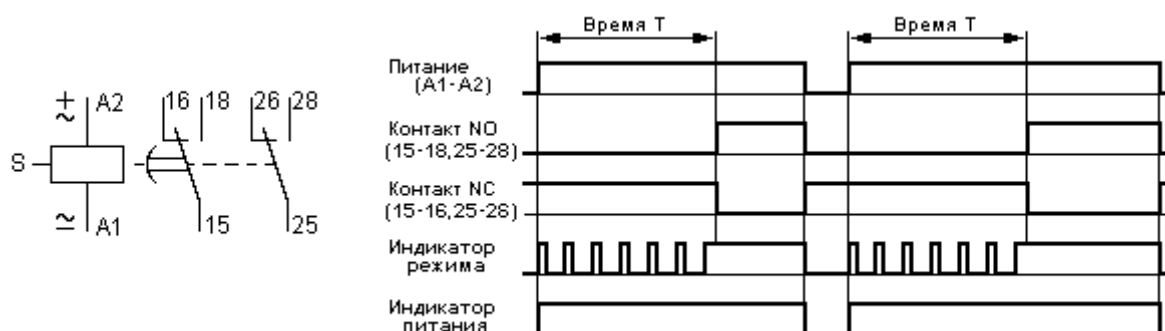 Время T
Время T
Питание
(A1-A2)
Контакт NO
(15-18,25-28)
Контакт NC
(15-16,25-26)
Индикатор
режима
Индикатор
питания
+
~ A2
16 18 26 28
S
≃ A1
15 25